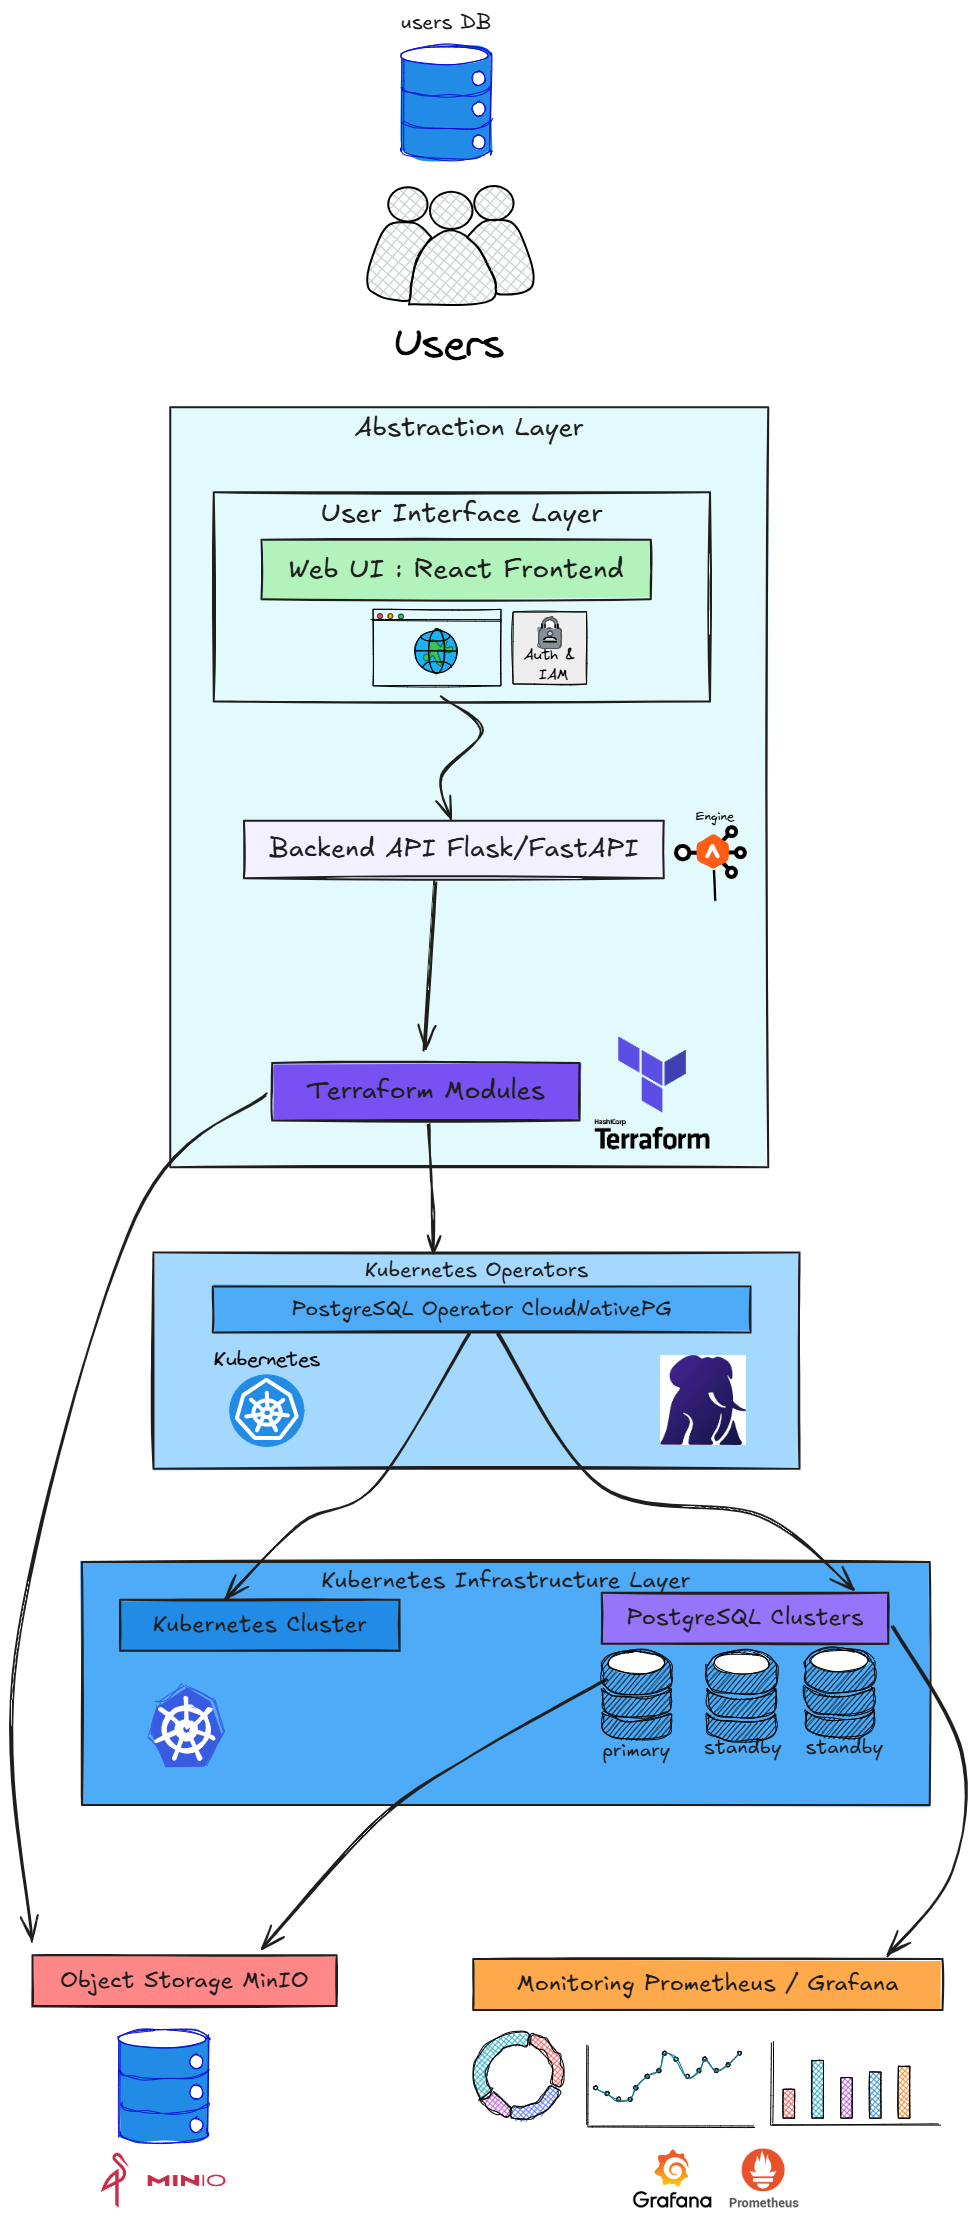 users DB
Users
Abstraction Layer
User Interface Layer
Web UI : React Frontend
Auth &
IAM
Engine
Backend API Flask/FastAPI
Terraform Modules
HashiCorp
Terraform
Kubernetes Operators
PostgreSQL Operator CloudNativePG
Kubernetes
Kubernetes Infrastructure Layer
Kubernetes Cluster
PostgreSQL Clusters
primary
standby
standby
Object Storage MinIO
Monitoring Prometheus / Grafana
MINIO
Grafana
Prometheus